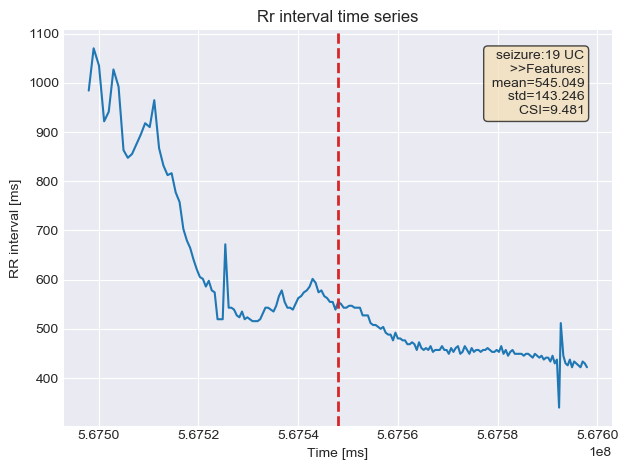 Rr interval time series
1100
1000
900
800
700
600
500
400
RR interval [ms]
seizure:19 UC
>>Features:
mean=545.049
std=143.246
CSI=9.481
5.6750
5.6752
5.6754
5.6756
5.6758
5.6760
1e8
Time [ms]